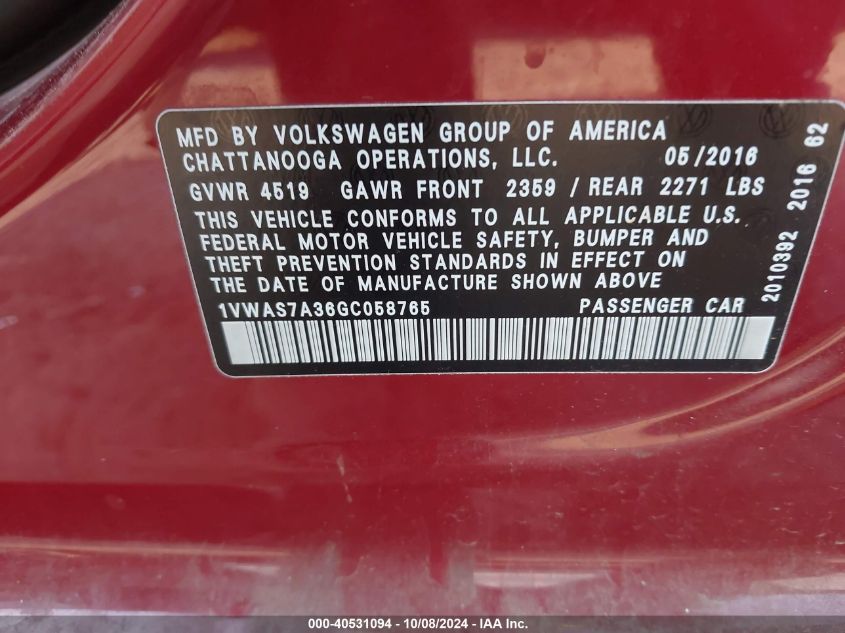 MFD BY VOLKSWAGEN GROUP OF AMERICA
CHATTANOOGA OPERATIONS, LLC. 05/2016
GVWR 4519 GAWR FRONT 2359 / REAR 2271 LBS
THIS VEHICLE CONFORMS TO ALL APPLICABLE U.S.
FEDERAL MOTOR VEHICLE SAFETY, BUMPER AND
THEFT PREVENTION STANDARDS IN EFFECT ON
THE DATE OF MANUFACTURE SHOWN ABOVE
1VWAS7A36GC058765 PASSENGER CAR
2010392 2016 62
000-40531094 - 10/08/2024 - IAA Inc.